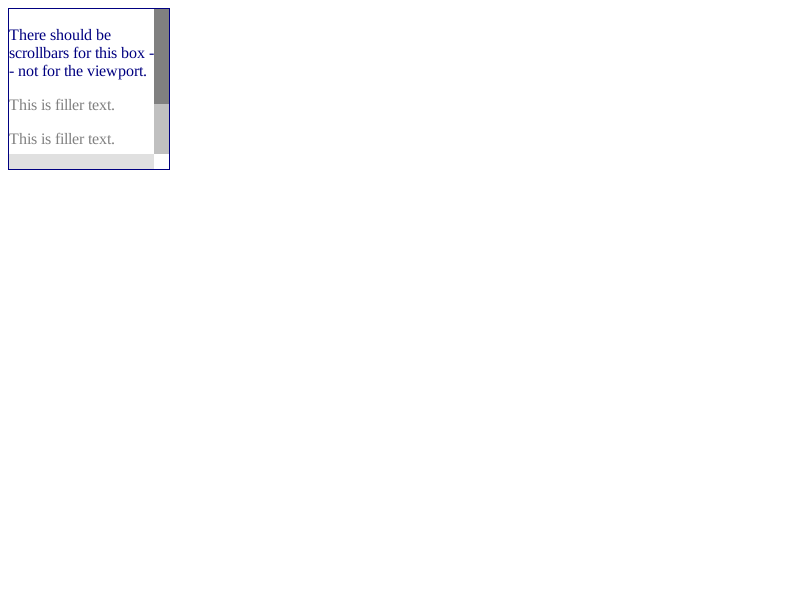 There should be
scrollbars for this box -
- not for the viewport.
This is filler text.
This is filler text.